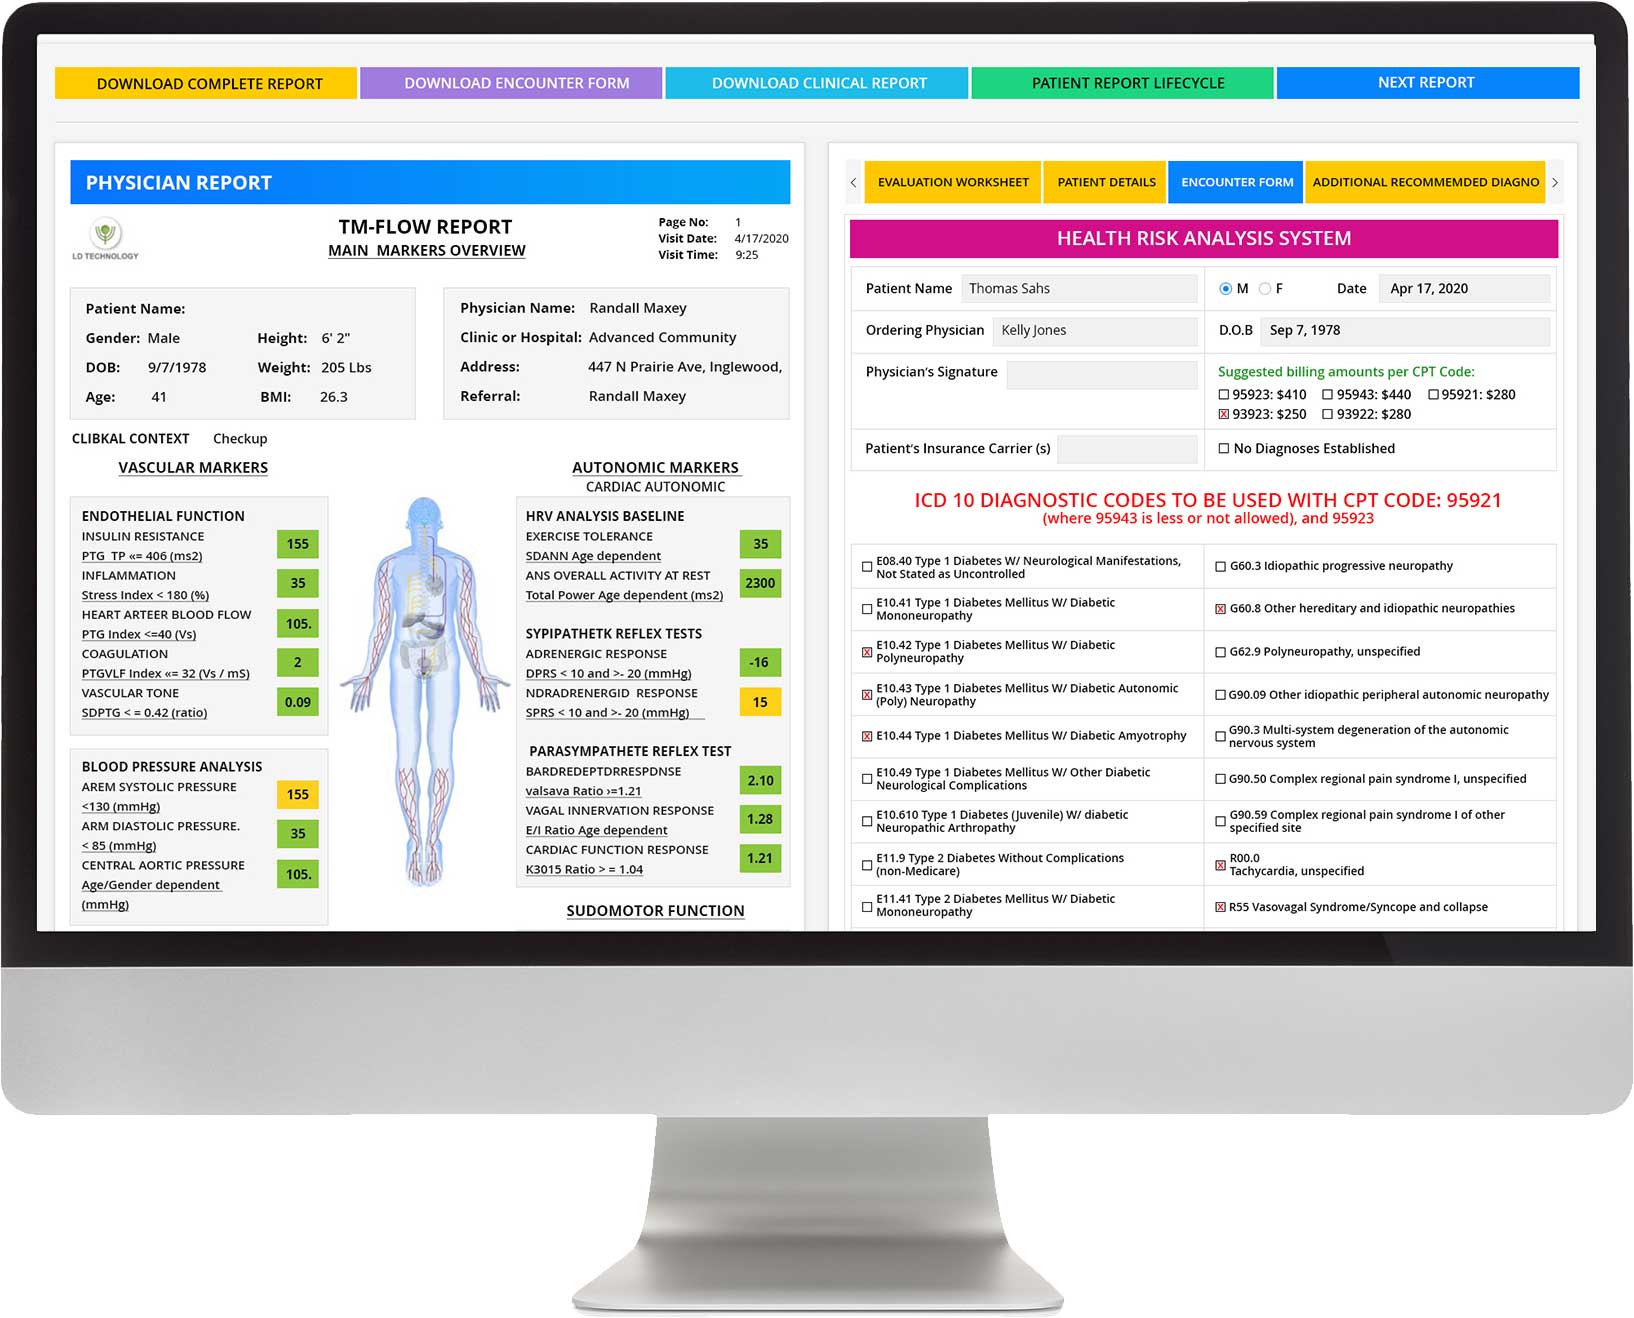 DOWNLOAD COMPLETE REPORT
DOWNLOAD ENCOUNTER FORM
DOWNLOAD CLINICAL REPORT
PATIENT REPORT LIFECYCLE
NEXT REPORT
PHYSICIAN REPORT
LD TECHNOLOGY
TM-FLOW REPORT
MAIN MARKERS OVERVIEW
Page No: 1
Visit Date: 4/17/2020
Visit Time: 9:25
Patient Name:
Gender: Male Height: 6' 2"
DOB: 9/7/1978 Weight: 205 Lbs
Age: 41 BMI: 26.3
Physician Name: Randall Maxey
Clinic or Hospital: Advanced Community
Address: 447 N Prairie Ave, Inglewood,
Referral: Randall Maxey
CLIBKAL CONTEXT Checkup
VASCULAR MARKERS
ENDOTHELIAL FUNCTION
INSULIN RESISTANCE
PTG TP «= 406 (ms2) 155
INFLAMMATION
Stress Index < 180 (%) 35
HEART ARTEER BLOOD FLOW
PTG Index <=40 (Vs) 105.
COAGULATION
PTGVLF Index «= 32 (Vs / mS) 2
VASCULAR TONE
SDPTG < = 0.42 (ratio) 0.09
BLOOD PRESSURE ANALYSIS
AREM SYSTOLIC PRESSURE
<130 (mmHg) 155
ARM DIASTOLIC PRESSURE.
< 85 (mmHg) 35
CENTRAL AORTIC PRESSURE
Age/Gender dependent 105.
(mmHg)
AUTONOMIC MARKERS
CARDIAC AUTONOMIC
HRV ANALYSIS BASELINE
EXERCISE TOLERANCE
SDANN Age dependent 35
ANS OVERALL ACTIVITY AT REST
Total Power Age dependent (ms2) 2300
SYPIPATHETK REFLEX TESTS
ADRENERGIC RESPONSE
DPRS < 10 and >- 20 (mmHg) -16
NDRADRENERGID RESPONSE
SPRS < 10 and >- 20 (mmHg) 15
PARASYMPATHETE REFLEX TEST
BARDREDEPTDRRESPDNSE
valsava Ratio ›=1.21 2.10
VAGAL INNERVATION RESPONSE
E/I Ratio Age dependent 1.28
CARDIAC FUNCTION RESPONSE
K3015 Ratio > = 1.04 1.21
SUDOMOTOR FUNCTION
EVALUATION WORKSHEET
PATIENT DETAILS
ENCOUNTER FORM
ADDITIONAL RECOMMEMDED DIAGNO
HEALTH RISK ANALYSIS SYSTEM
Patient Name Thomas Sahs
M F Date Apr 17, 2020
Ordering Physician Kelly Jones
D.O.B Sep 7, 1978
Physician's Signature
Suggested billing amounts per CPT Code:
95923: $410 95943: $440 95921: $280
93923: $250 93922: $280
Patient's Insurance Carrier (s)
No Diagnoses Established
ICD 10 DIAGNOSTIC CODES TO BE USED WITH CPT CODE: 95921
(where 95943 is less or not allowed), and 95923
E08.40 Type 1 Diabetes W/ Neurological Manifestations,
Not Stated as Uncontrolled
G60.3 Idiopathic progressive neuropathy
E10.41 Type 1 Diabetes Mellitus W/ Diabetic
Mononeuropathy
G60.8 Other hereditary and idiopathic neuropathies
E10.42 Type 1 Diabetes Mellitus W/ Diabetic
Polyneuropathy
G62.9 Polyneuropathy, unspecified
E10.43 Type 1 Diabetes Mellitus W/ Diabetic Autonomic
(Poly) Neuropathy
G90.09 Other idiopathic peripheral autonomic neuropathy
E10.44 Type 1 Diabetes Mellitus W/ Diabetic Amyotrophy
G90.3 Multi-system degeneration of the autonomic
nervous system
E10.49 Type 1 Diabetes Mellitus W/ Other Diabetic
Neurological Complications
G90.50 Complex regional pain syndrome I, unspecified
E10.610 Type 1 Diabetes (Juvenile) W/ diabetic
Neuropathic Arthropathy
G90.59 Complex regional pain syndrome I of other
specified site
E11.9 Type 2 Diabetes Without Complications
(non-Medicare)
R00.0
Tachycardia, unspecified
E11.41 Type 2 Diabetes Mellitus W/ Diabetic
Mononeuropathy
R55 Vasovagal Syndrome/Syncope and collapse